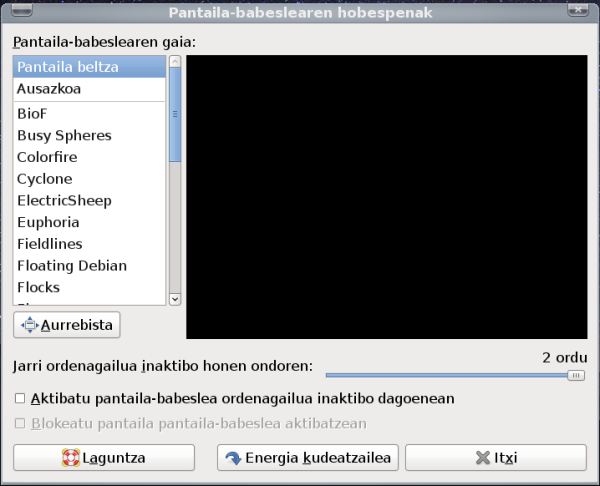 Pantaila-babeslearen hobespenak
Pantaila-babeslearen gaia:
Pantaila beltza
Ausazkoa
BioF
Busy Spheres
Colorfire
Cyclone
ElectricSheep
Euphoria
Fieldlines
Floating Debian
Flocks
Aurrebista
2 ordu
Jarri ordenagailua inaktibo honen ondoren:
Aktibatu pantaila-babeslea ordenagailua inaktibo dagoenean
Blokeatu pantaila pantaila-babeslea aktibatzean
Laguntza
Energia kudeatzailea
Itxi